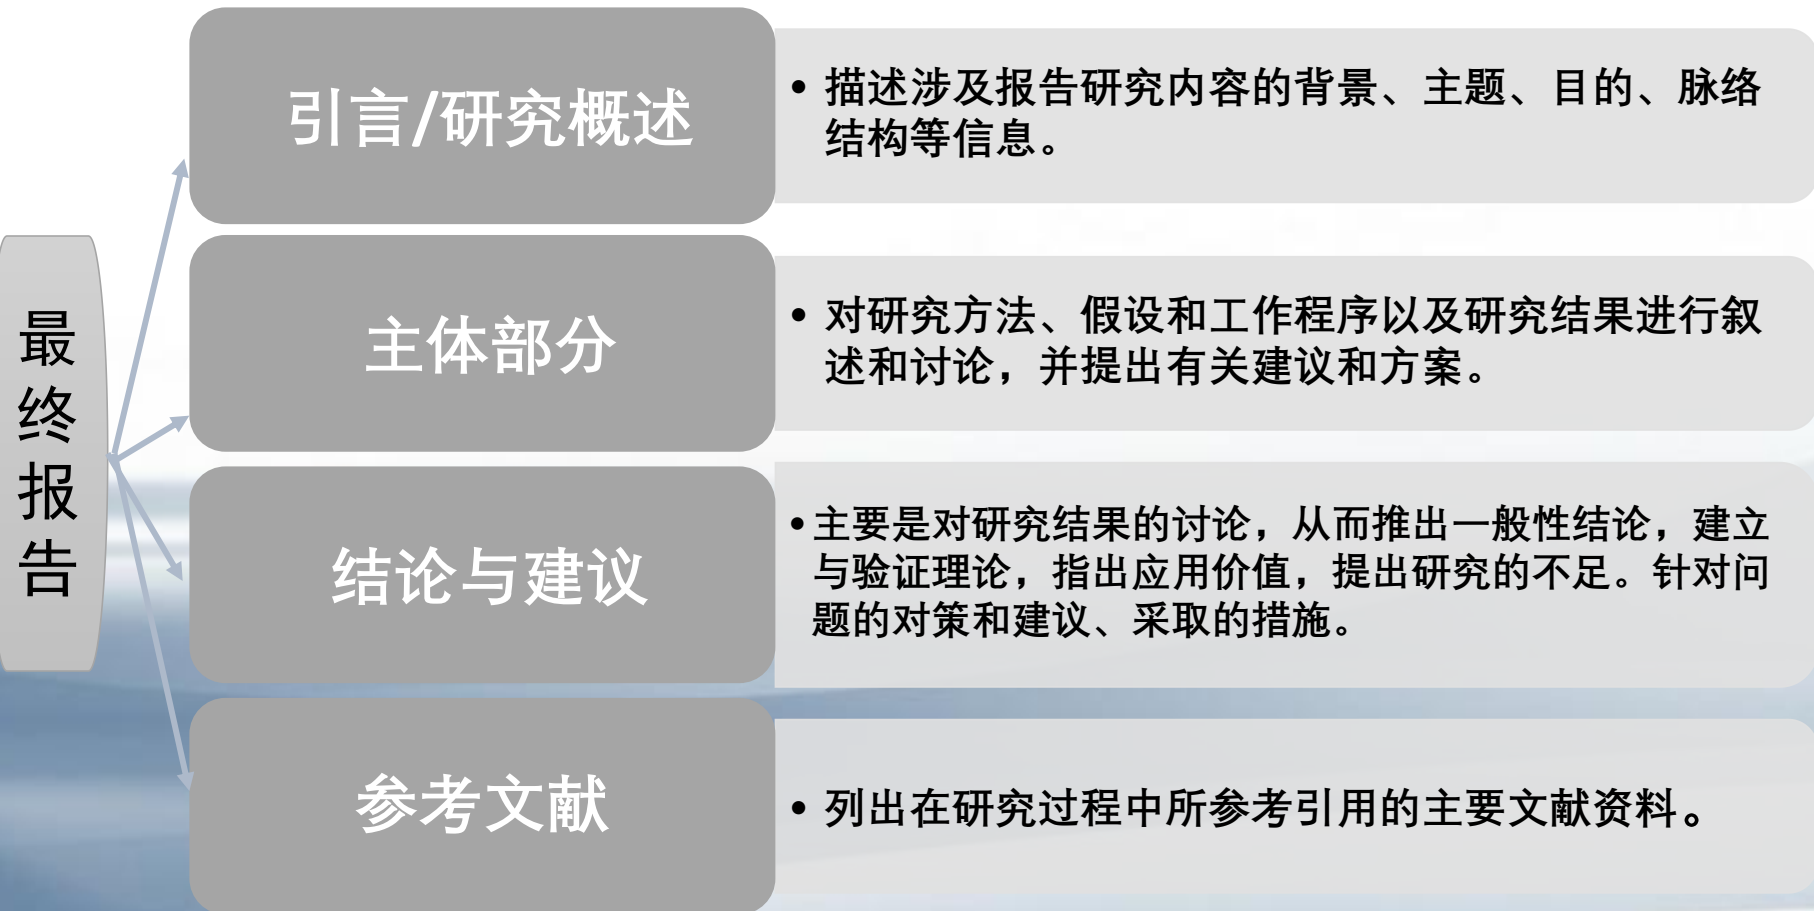 最终报告
引言/研究概述
• 描述涉及报告研究内容的背景、主题、目的、脉络
结构等信息。
主体部分
• 对研究方法、假设和工作程序以及研究结果进行叙
述和讨论，并提出有关建议和方案。
结论与建议
•主要是对研究结果的讨论，从而推出一般性结论，建立
与验证理论，指出应用价值，提出研究的不足。针对问
题的对策和建议、采取的措施。
参考文献
• 列出在研究过程中所参考引用的主要文献资料。